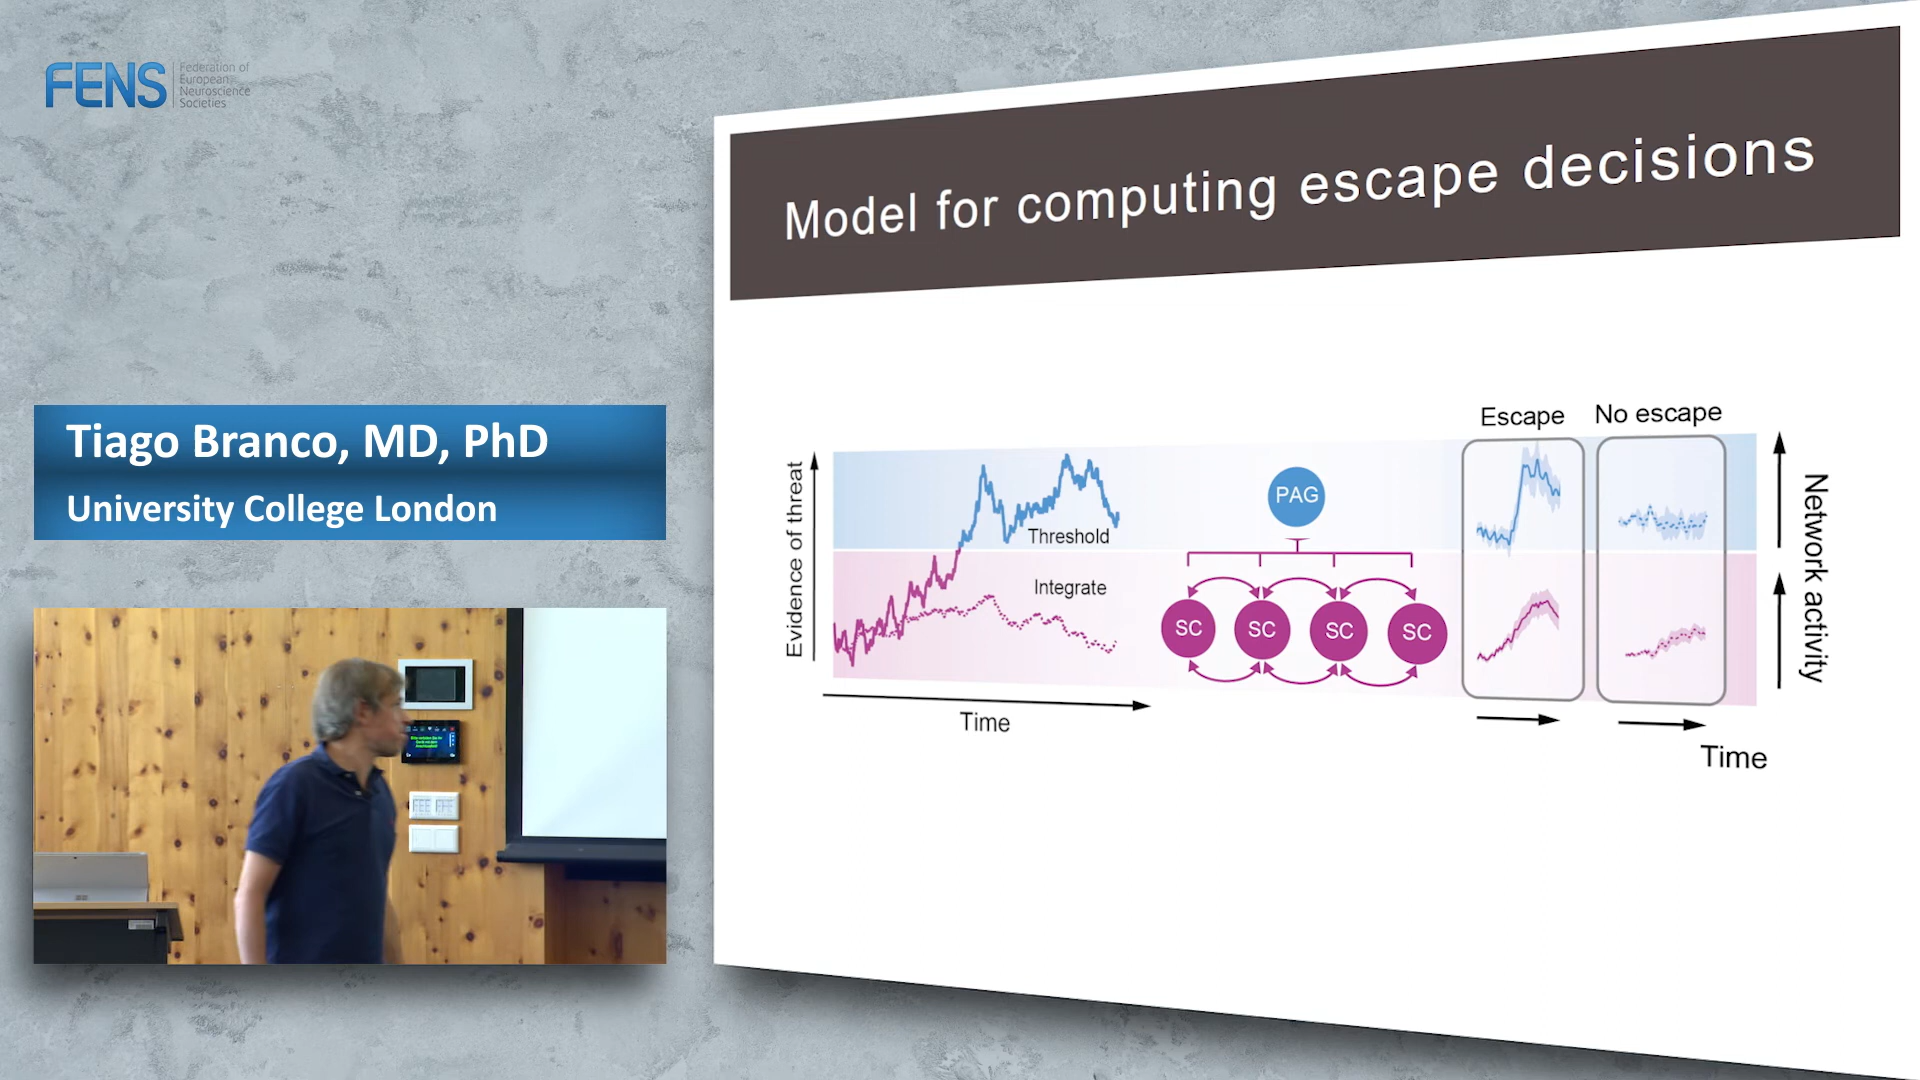 FENS
Federation of
European
Neuroscience
Societies
Model for computing escape decisions
Tiago Branco, MD, PhD
University College London
Escape
No escape
Evidence of threat
Threshold
Integrate
PAG
SC
SC
SC
SC
Network activity
Time
Time